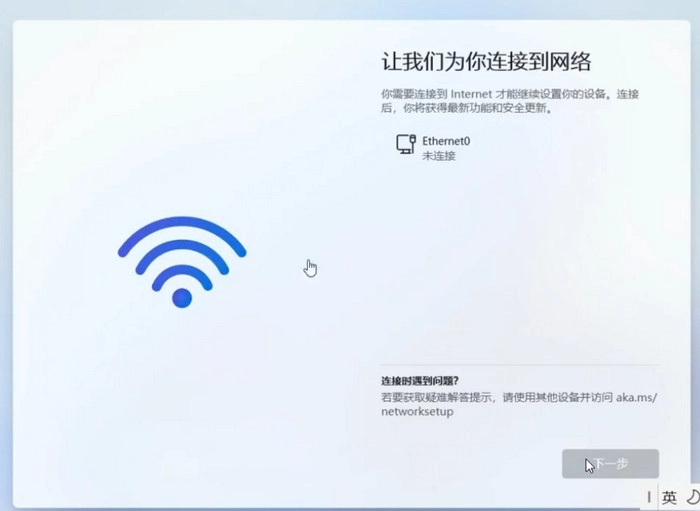 让我们为你连接到网络
你需要连接到 Internet 才能继续设置你的设备。连接
后，你将获得最新功能和安全更新。
Ethernet0
未连接
连接时遇到问题?
若要获取疑难解答提示，请使用其他设备并访问 aka.ms/
networksetup
下一步
英